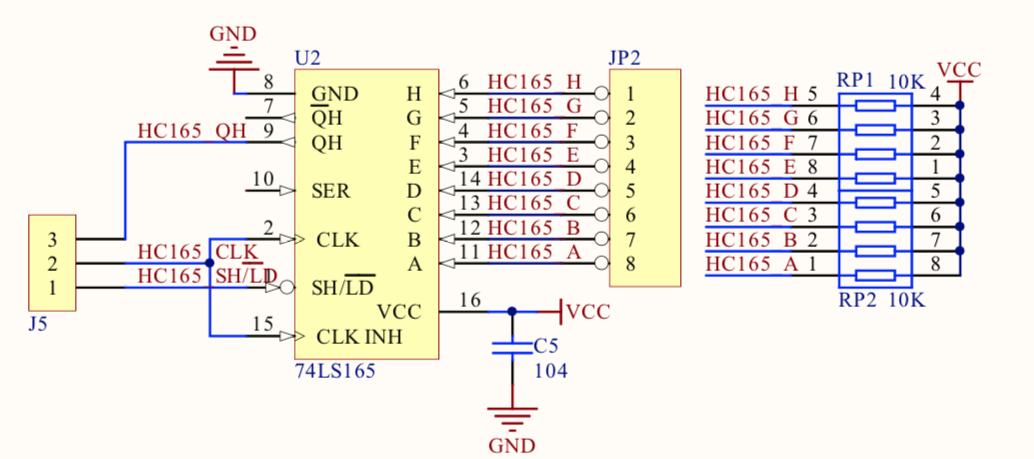 GND
U2 JP2
8 GND H 6 HC165_H 1
7 QH G 5 HC165_G 2
HC165_QH 9 QH F 4 HC165_F 3
E 3 HC165_E 4
10 SER D 14 HC165_D 5
C 13 HC165_C 6
3 2 CLK B 12 HC165_B 7
2 HC165_CLK A 11 HC165_A 8
1 HC165_SH/LD SH/LD
VCC 16 VCC
15 CLK INH
J5
74LS165
C5
104
GND
RP1 10K VCC
HC165_H 5 4
HC165_G 6 3
HC165_F 7 2
HC165_E 8 1
HC165_D 4 5
HC165_C 3 6
HC165_B 2 7
HC165_A 1 8
RP2 10K